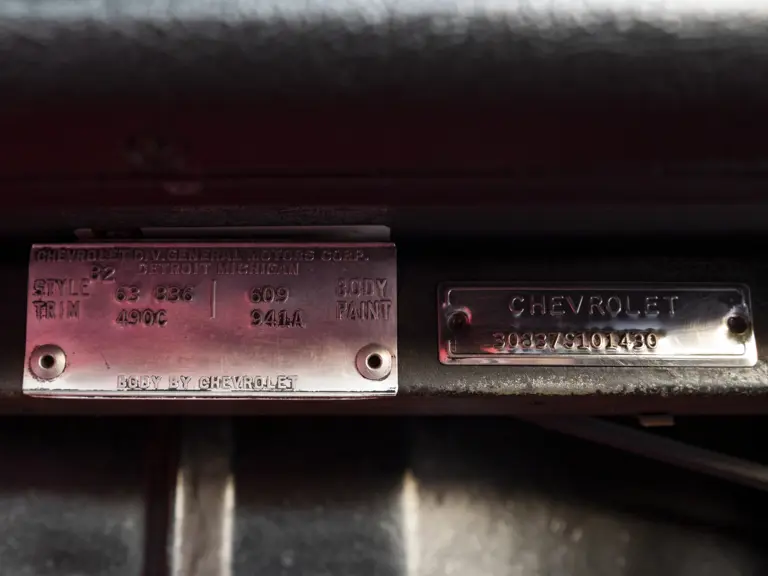 CHEVROLET DIV. GENERAL MOTORS CORP.
DETROIT MICHIGAN
B2
STYLE 63 836 609 BODY
TRIM 490C 941A PAINT
BODY BY CHEVROLET
CHEVROLET
30837S101430